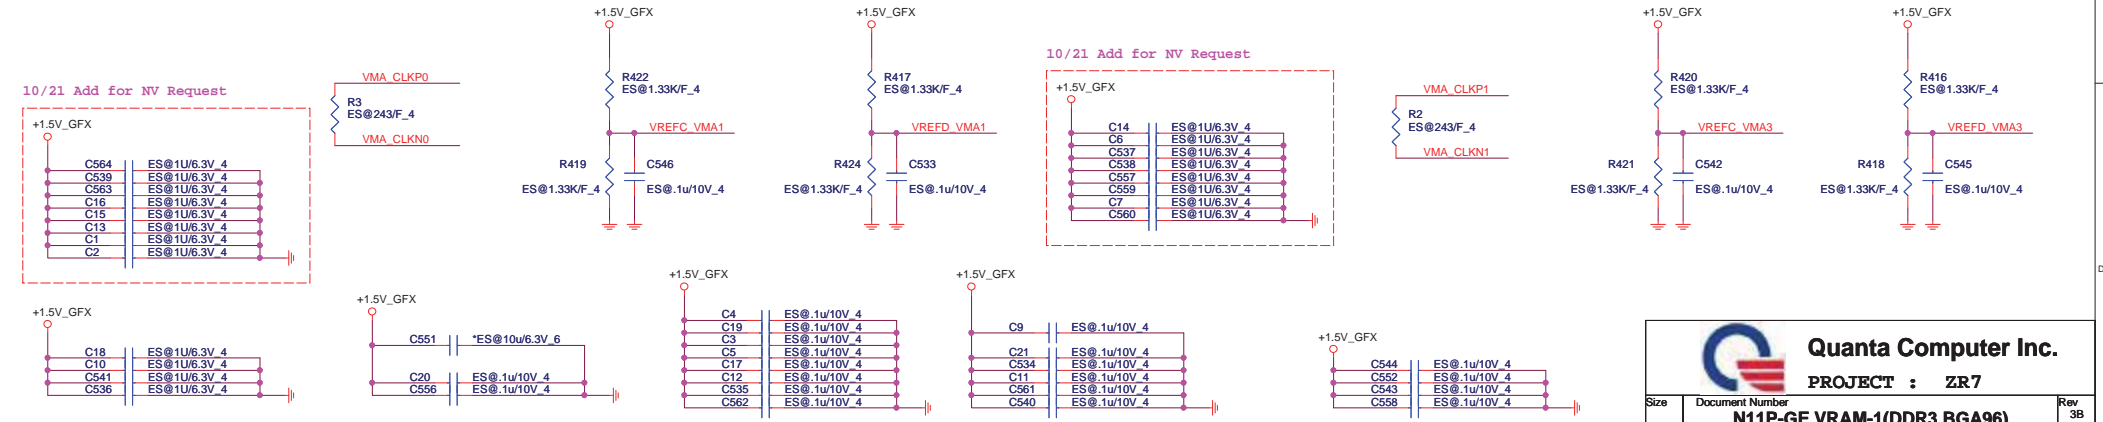 10/21 Add for NV Request
+1.5V_GFX
C564 ES@1U/6.3V_4
C539 ES@1U/6.3V_4
C563 ES@1U/6.3V_4
C16 ES@1U/6.3V_4
C15 ES@1U/6.3V_4
C13 ES@1U/6.3V_4
C1 ES@1U/6.3V_4
C2 ES@1U/6.3V_4
VMA_CLKP0
R3
ES@243/F_4
VMA_CLKN0
+1.5V_GFX
R422
ES@1.33K/F_4
VREFC_VMA1
R419
ES@1.33K/F_4
C546
ES@.1u/10V_4
+1.5V_GFX
R417
ES@1.33K/F_4
VREFD_VMA1
R424
ES@1.33K/F_4
C533
ES@.1u/10V_4
10/21 Add for NV Request
+1.5V_GFX
C14 ES@1U/6.3V_4
C6 ES@1U/6.3V_4
C537 ES@1U/6.3V_4
C538 ES@1U/6.3V_4
C557 ES@1U/6.3V_4
C559 ES@1U/6.3V_4
C7 ES@1U/6.3V_4
C560 ES@1U/6.3V_4
VMA_CLKP1
R2
ES@243/F_4
VMA_CLKN1
+1.5V_GFX
R420
ES@1.33K/F_4
VREFC_VMA3
R421
ES@1.33K/F_4
C542
ES@.1u/10V_4
+1.5V_GFX
R416
ES@1.33K/F_4
VREFD_VMA3
R418
ES@1.33K/F_4
C545
ES@.1u/10V_4
+1.5V_GFX
C18 ES@1U/6.3V_4
C10 ES@1U/6.3V_4
C541 ES@1U/6.3V_4
C536 ES@1U/6.3V_4
+1.5V_GFX
C551 *ES@10u/6.3V_6
C20 ES@.1u/10V_4
C556 ES@.1u/10V_4
+1.5V_GFX
C4 ES@.1u/10V_4
C19 ES@.1u/10V_4
C3 ES@.1u/10V_4
C5 ES@.1u/10V_4
C17 ES@.1u/10V_4
C12 ES@.1u/10V_4
C535 ES@.1u/10V_4
C562 ES@.1u/10V_4
+1.5V_GFX
C9 ES@.1u/10V_4
C21 ES@.1u/10V_4
C534 ES@.1u/10V_4
C11 ES@.1u/10V_4
C561 ES@.1u/10V_4
C540 ES@.1u/10V_4
+1.5V_GFX
C544 ES@.1u/10V_4
C552 ES@.1u/10V_4
C543 ES@.1u/10V_4
C558 ES@.1u/10V_4
D
Quanta Computer Inc.
PROJECT : ZR7
Size
Document Number
N11P-GE VRAM-1(DDR3 BGA96)
Rev
3B